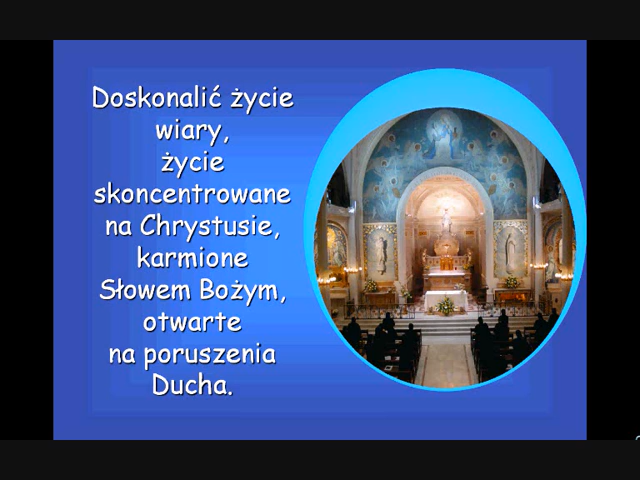 Doskonalić życie
wiary,
życie
skoncentrowane
na Chrystusie,
karmione
Słowem Bożym,
otwarte
na poruszenia
Ducha.